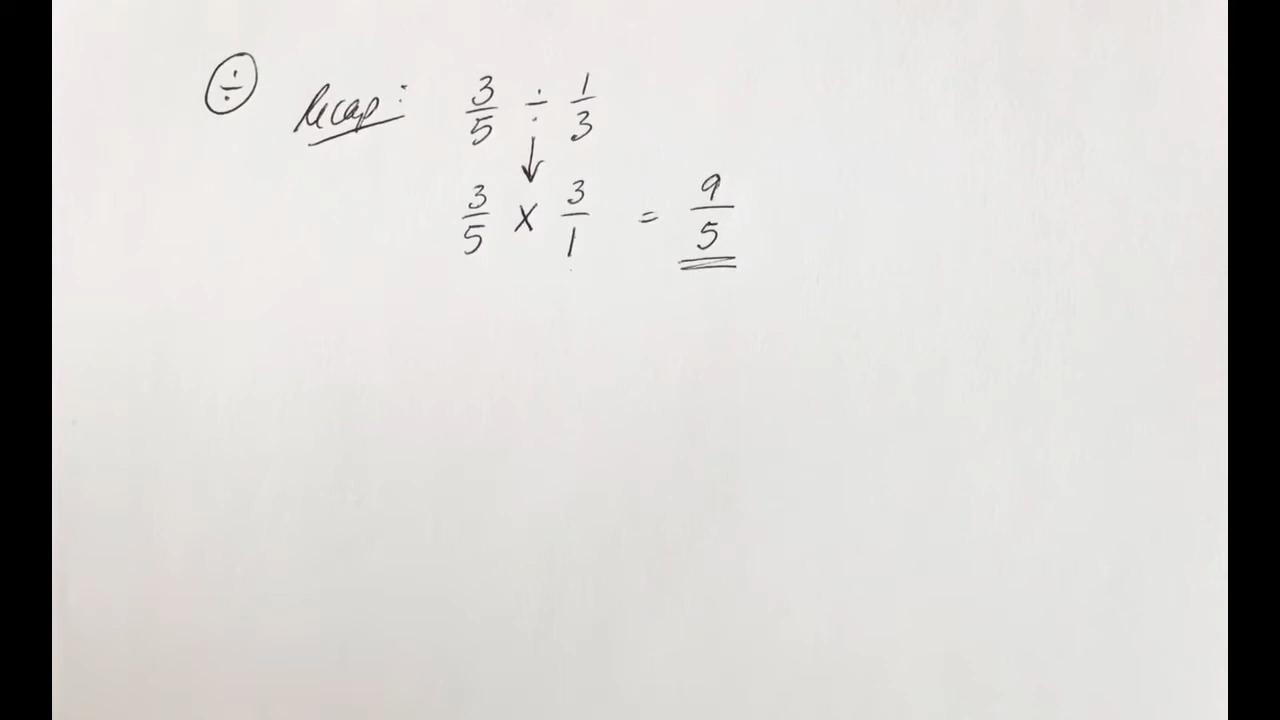 ÷ Recap: 3/5 ÷ 1/3
↓
3/5 × 3/1 = 9/5